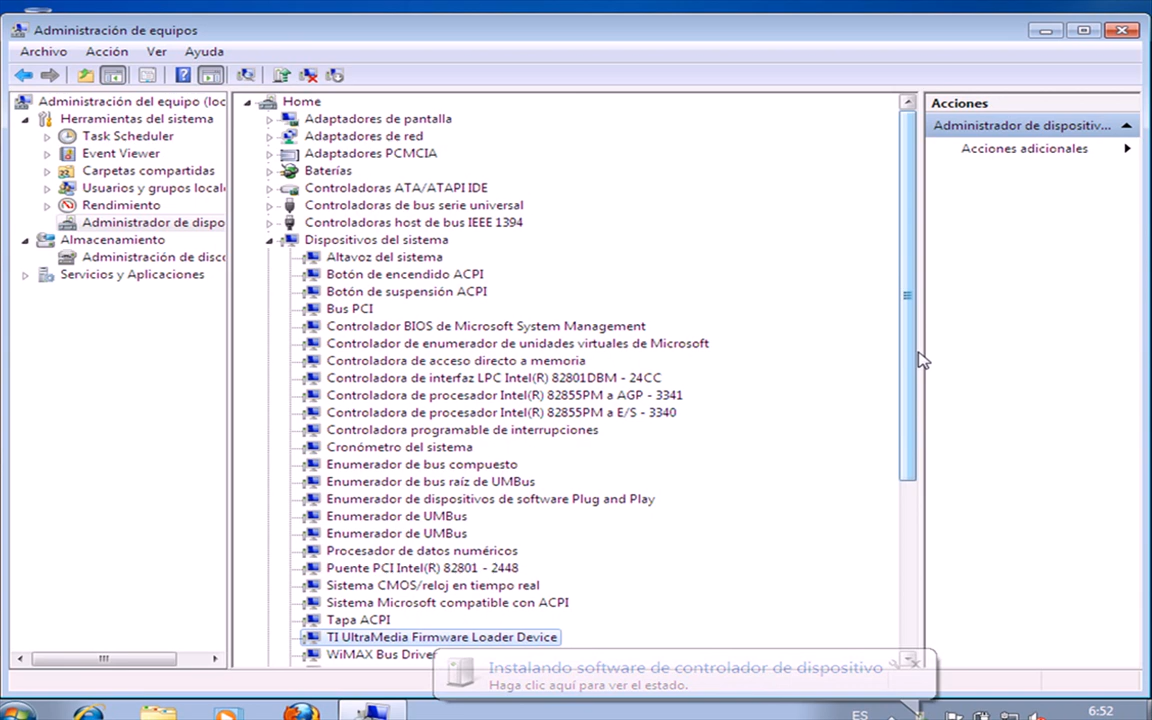 Administración de equipos
Archivo Acción Ver Ayuda
Administración del equipo (loc
Herramientas del sistema
Task Scheduler
Event Viewer
Carpetas compartidas
Usuarios y grupos local
Rendimiento
Administrador de dispo
Almacenamiento
Administración de disco
Servicios y Aplicaciones
Home
Adaptadores de pantalla
Adaptadores de red
Adaptadores PCMCIA
Baterías
Controladoras ATA/ATAPI IDE
Controladoras de bus serie universal
Controladoras host de bus IEEE 1394
Dispositivos del sistema
Altavoz del sistema
Botón de encendido ACPI
Botón de suspensión ACPI
Bus PCI
Controlador BIOS de Microsoft System Management
Controlador de enumerador de unidades virtuales de Microsoft
Controladora de acceso directo a memoria
Controladora de interfaz LPC Intel(R) 82801DBM - 24CC
Controladora de procesador Intel(R) 82855PM a AGP - 3341
Controladora de procesador Intel(R) 82855PM a E/S - 3340
Controladora programable de interrupciones
Cronómetro del sistema
Enumerador de bus compuesto
Enumerador de bus raíz de UMBus
Enumerador de dispositivos de software Plug and Play
Enumerador de UMBus
Enumerador de UMBus
Procesador de datos numéricos
Puente PCI Intel(R) 82801 - 2448
Sistema CMOS/reloj en tiempo real
Sistema Microsoft compatible con ACPI
Tapa ACPI
TI UltraMedia Firmware Loader Device
WiMAX Bus Drive
Acciones
Administrador de dispositiv...
Acciones adicionales
Instalando software de controlador de dispositivo
Haga clic aquí para ver el estado.
ES
6:52